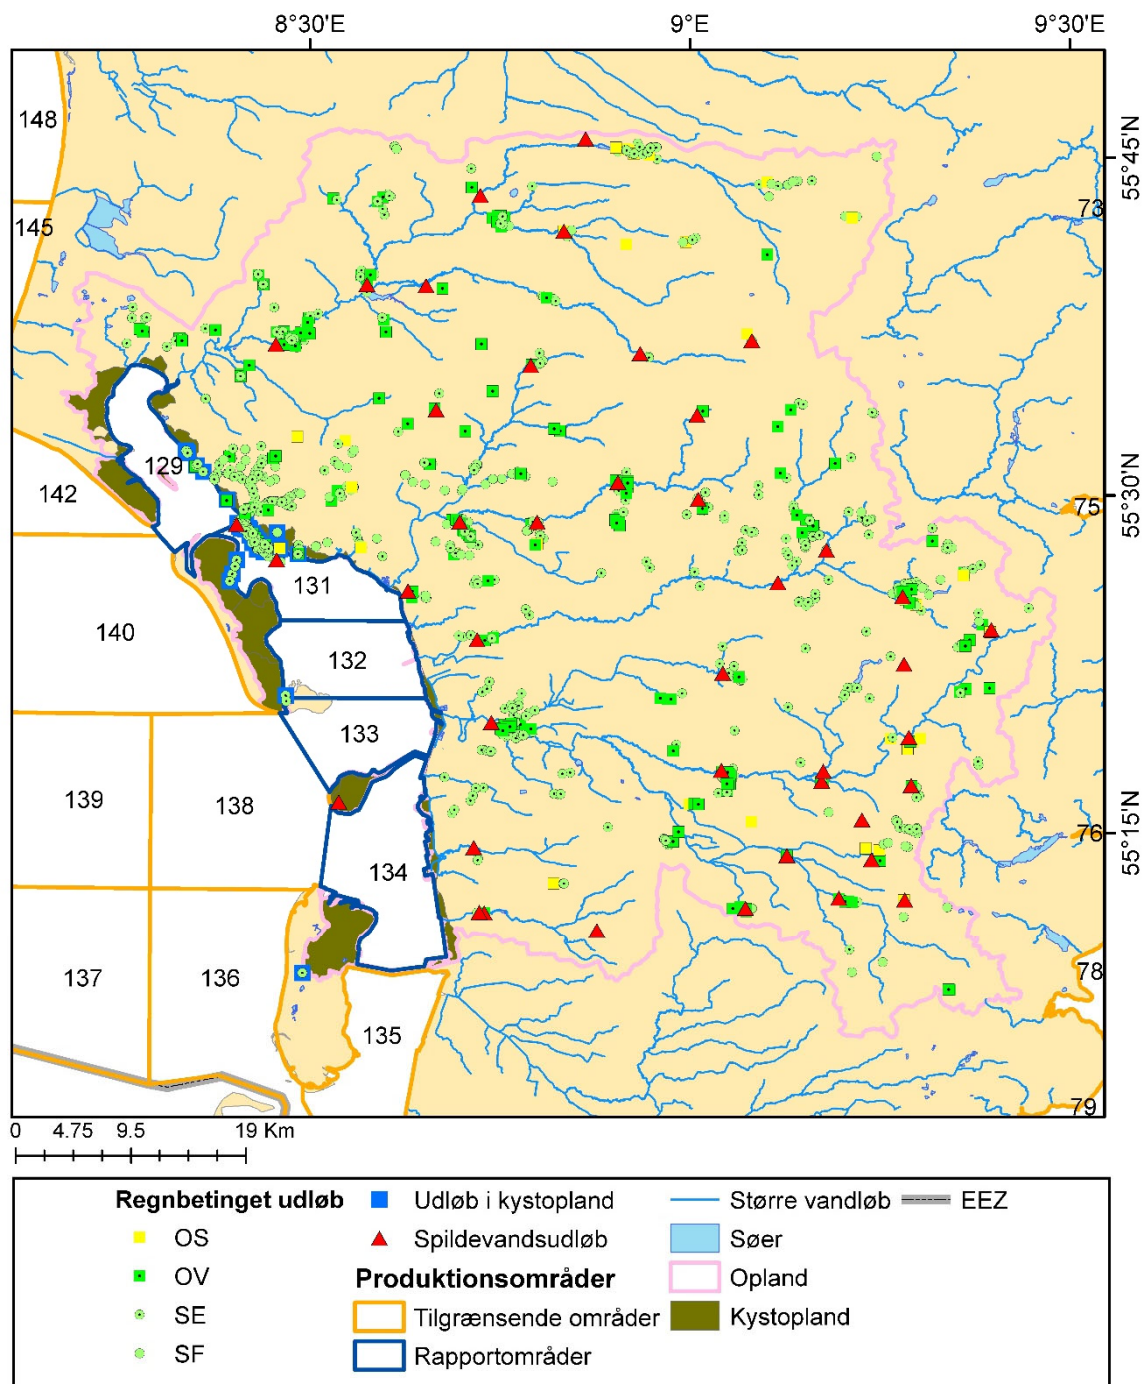 8°30'E 9°E 9°30'E
148
55°45'N
73
145
129
142
55°30'N
75
131
140
132
133
139
138
55°15'N
76
134
137
136
78
135
79
0 4.75 9.5 19 Km
Regnbetinget udløb
OS
OV
SE
SF
Udløb i kystopland
Spildevandsudløb
Produktionsområder
Tilgrænsende områder
Rapportområder
Større vandløb
Søer
Opland
Kystopland
EEZ